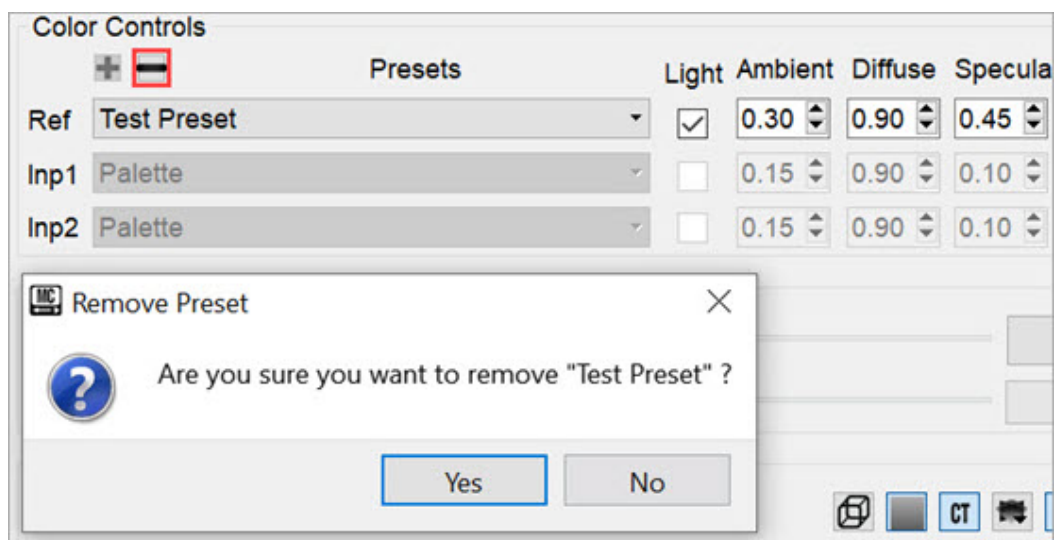 Color Controls
Presets Light Ambient Diffuse Specula
Ref Test Preset 0.30 0.90 0.45
Inp1 Palette 0.15 0.90 0.10
Inp2 Palette 0.15 0.90 0.10
MC Remove Preset
Are you sure you want to remove "Test Preset" ?
Yes No
CT